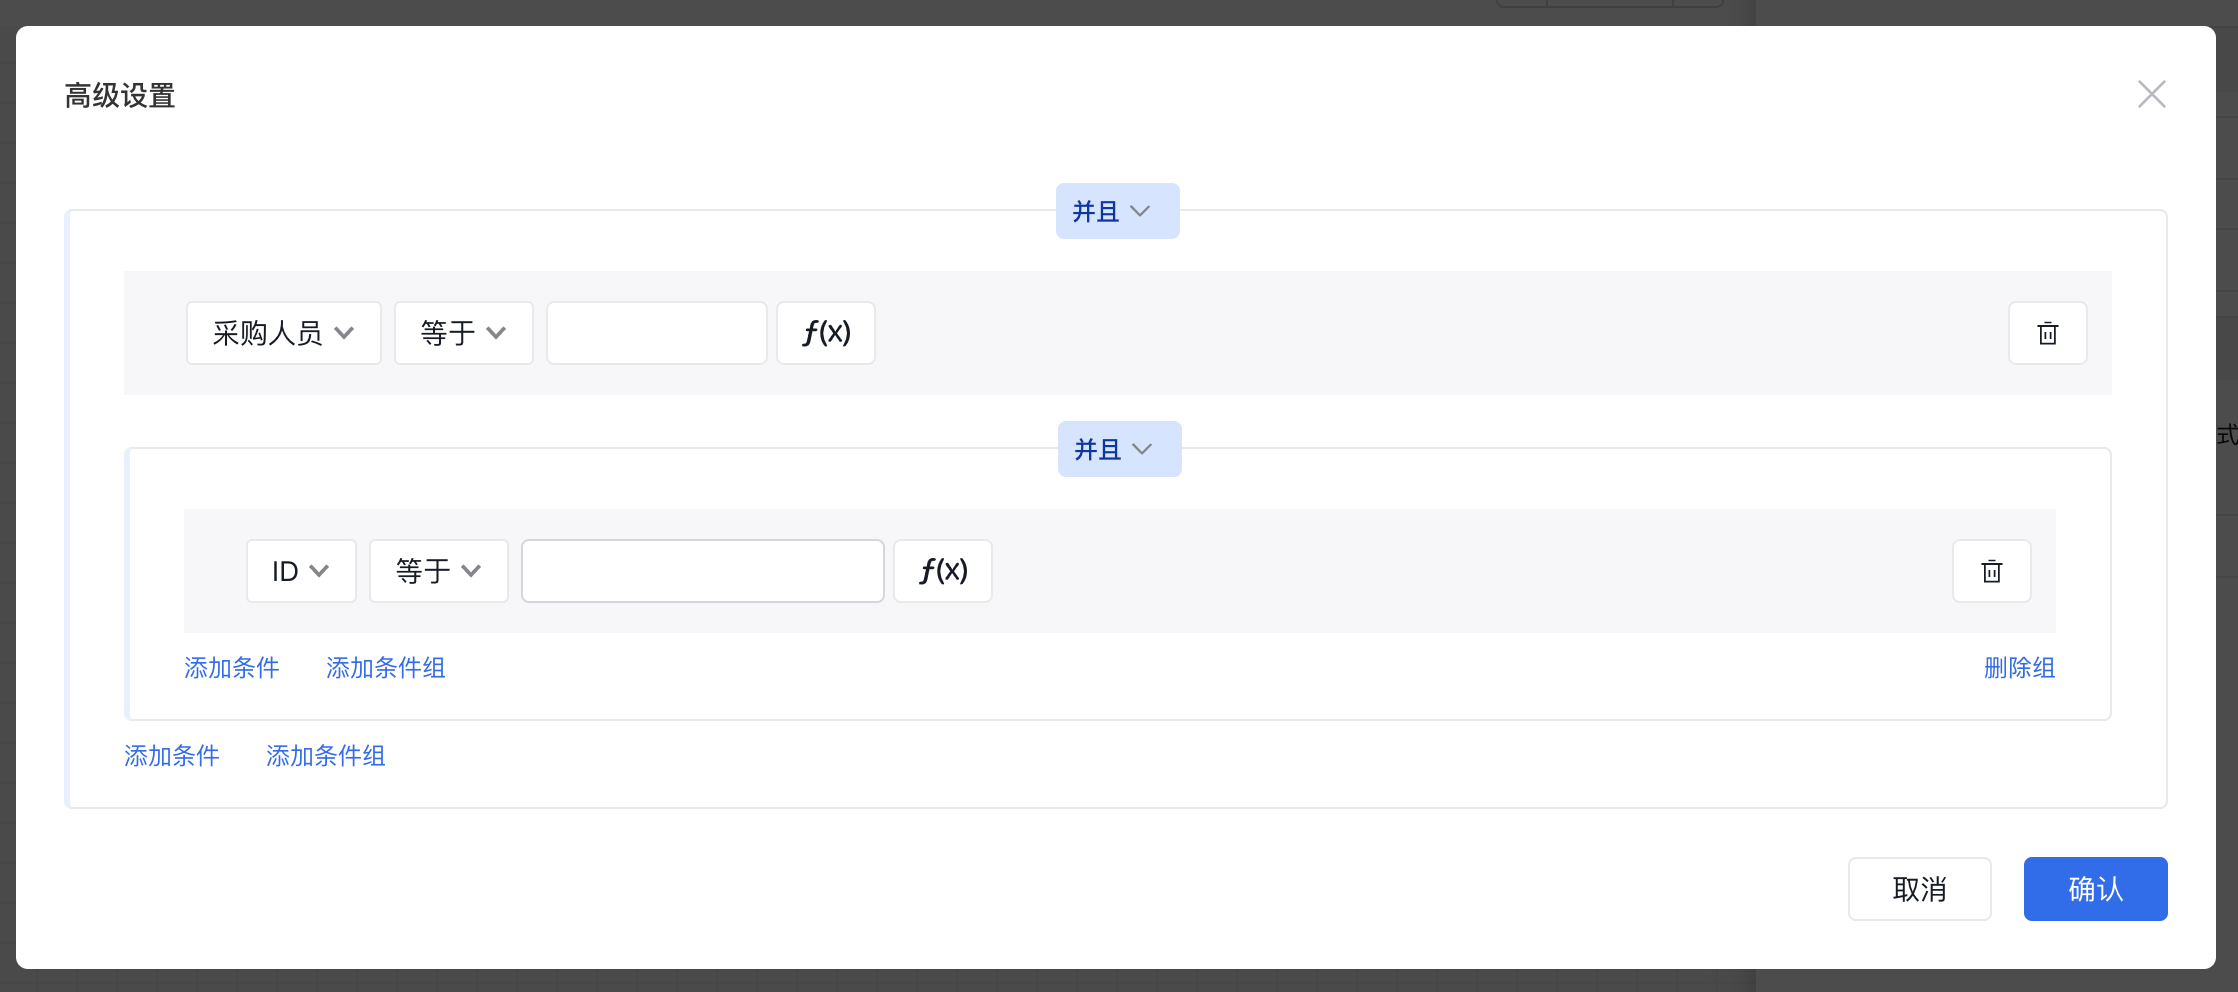 高级设置
并且
采购人员 等于 f(x)
并且
ID 等于 f(x)
添加条件 添加条件组 删除组
添加条件 添加条件组
取消 确认
式